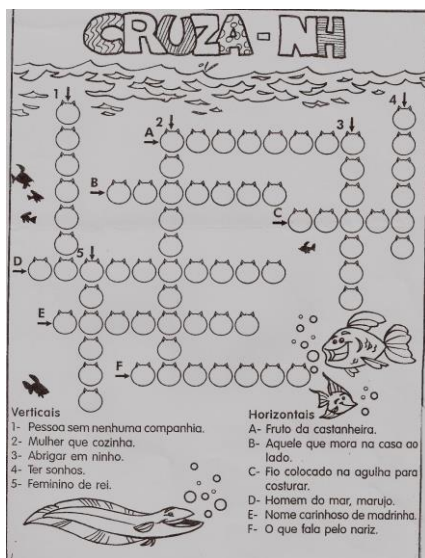 CRUZA - NH
1
2
3
4
A
B
C
D
5
E
F
Verticais
1- Pessoa sem nenhuma companhia.
2- Mulher que cozinha.
3- Abrigar em ninho.
4- Ter sonhos.
5- Feminino de rei.
Horizontais
A- Fruto da castanheira.
B- Aquele que mora na casa ao
lado.
C- Fio colocado na agulha para
costurar.
D- Homem do mar, marujo.
E- Nome carinhoso de madrinha.
F- O que fala pelo nariz.